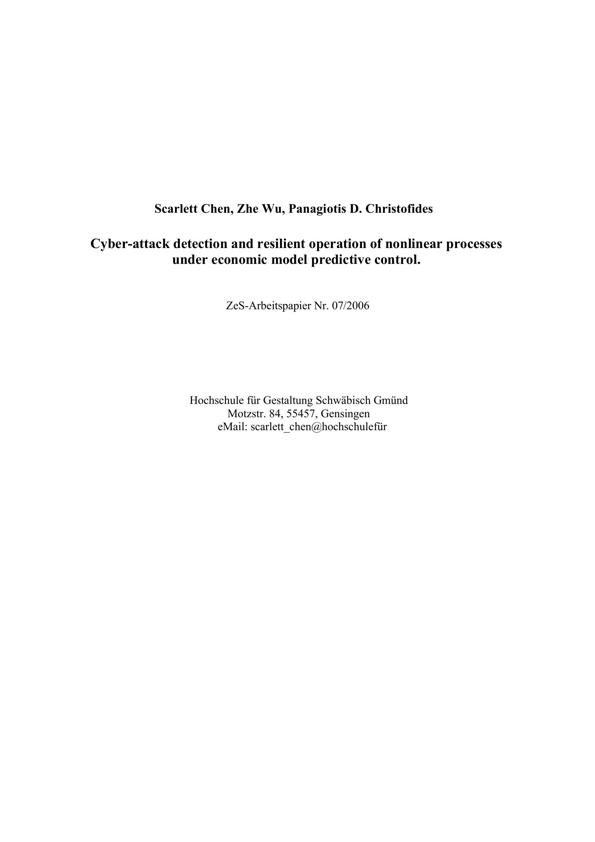 Scarlett Chen, Zhe Wu, Panagiotis D. Christofides
Cyber-attack detection and resilient operation of nonlinear processes
under economic model predictive control.
ZeS-Arbeitspapier Nr. 07/2006
Hochschule für Gestaltung Schwäbisch Gmünd
Motzstr. 84, 55457, Gensingen
eMail: scarlett_chen@hochschulefür